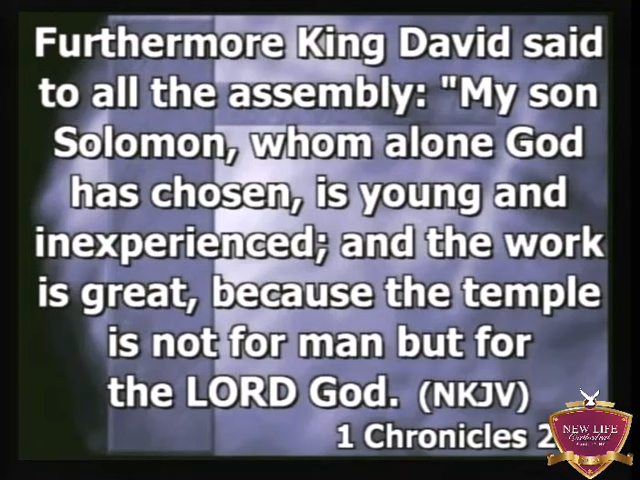 Furthermore King David said
to all the assembly: "My son
Solomon, whom alone God
has chosen, is young and
inexperienced; and the work
is great, because the temple
is not for man but for
the LORD God. (NKJV)
1 Chronicles 2
NEW LIFE
Cathedral